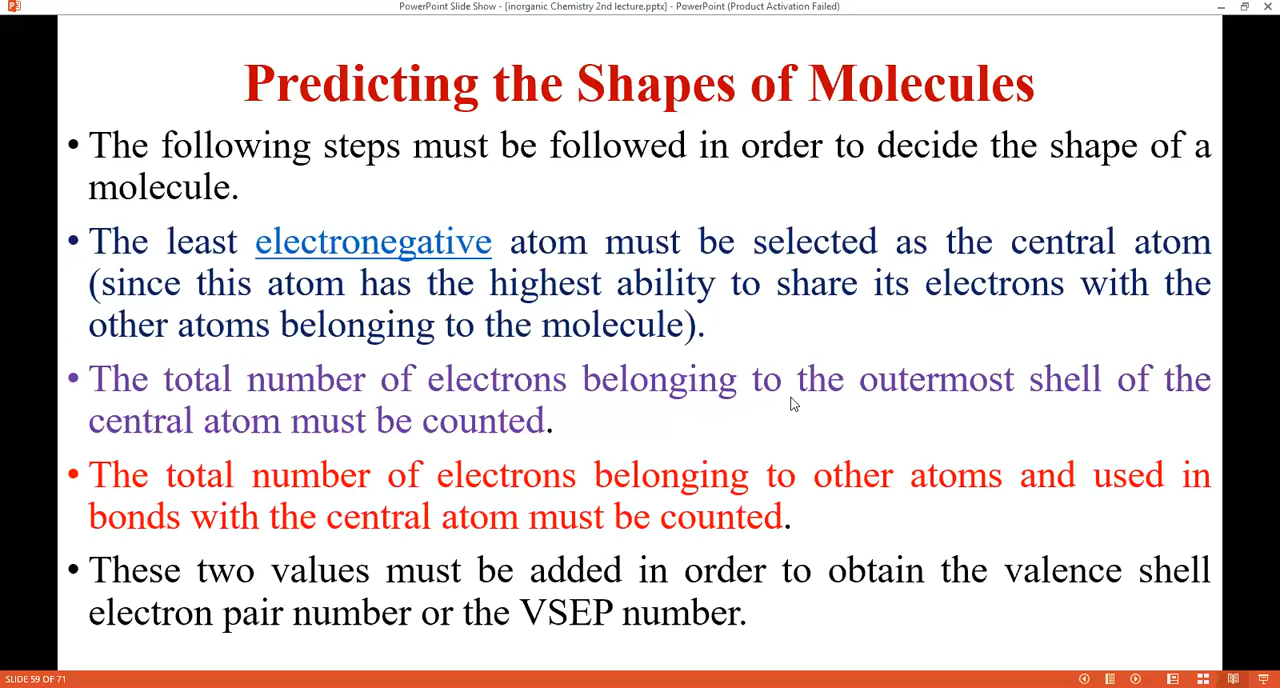 PowerPoint Slide Show - [inorganic Chemistry 2nd lecture.pptx] - PowerPoint (Product Activation Failed)
Predicting the Shapes of Molecules
• The following steps must be followed in order to decide the shape of a
molecule.
• The least electronegative atom must be selected as the central atom
(since this atom has the highest ability to share its electrons with the
other atoms belonging to the molecule).
• The total number of electrons belonging to the outermost shell of the
central atom must be counted.
• The total number of electrons belonging to other atoms and used in
bonds with the central atom must be counted.
• These two values must be added in order to obtain the valence shell
electron pair number or the VSEP number.
SLIDE 59 OF 71